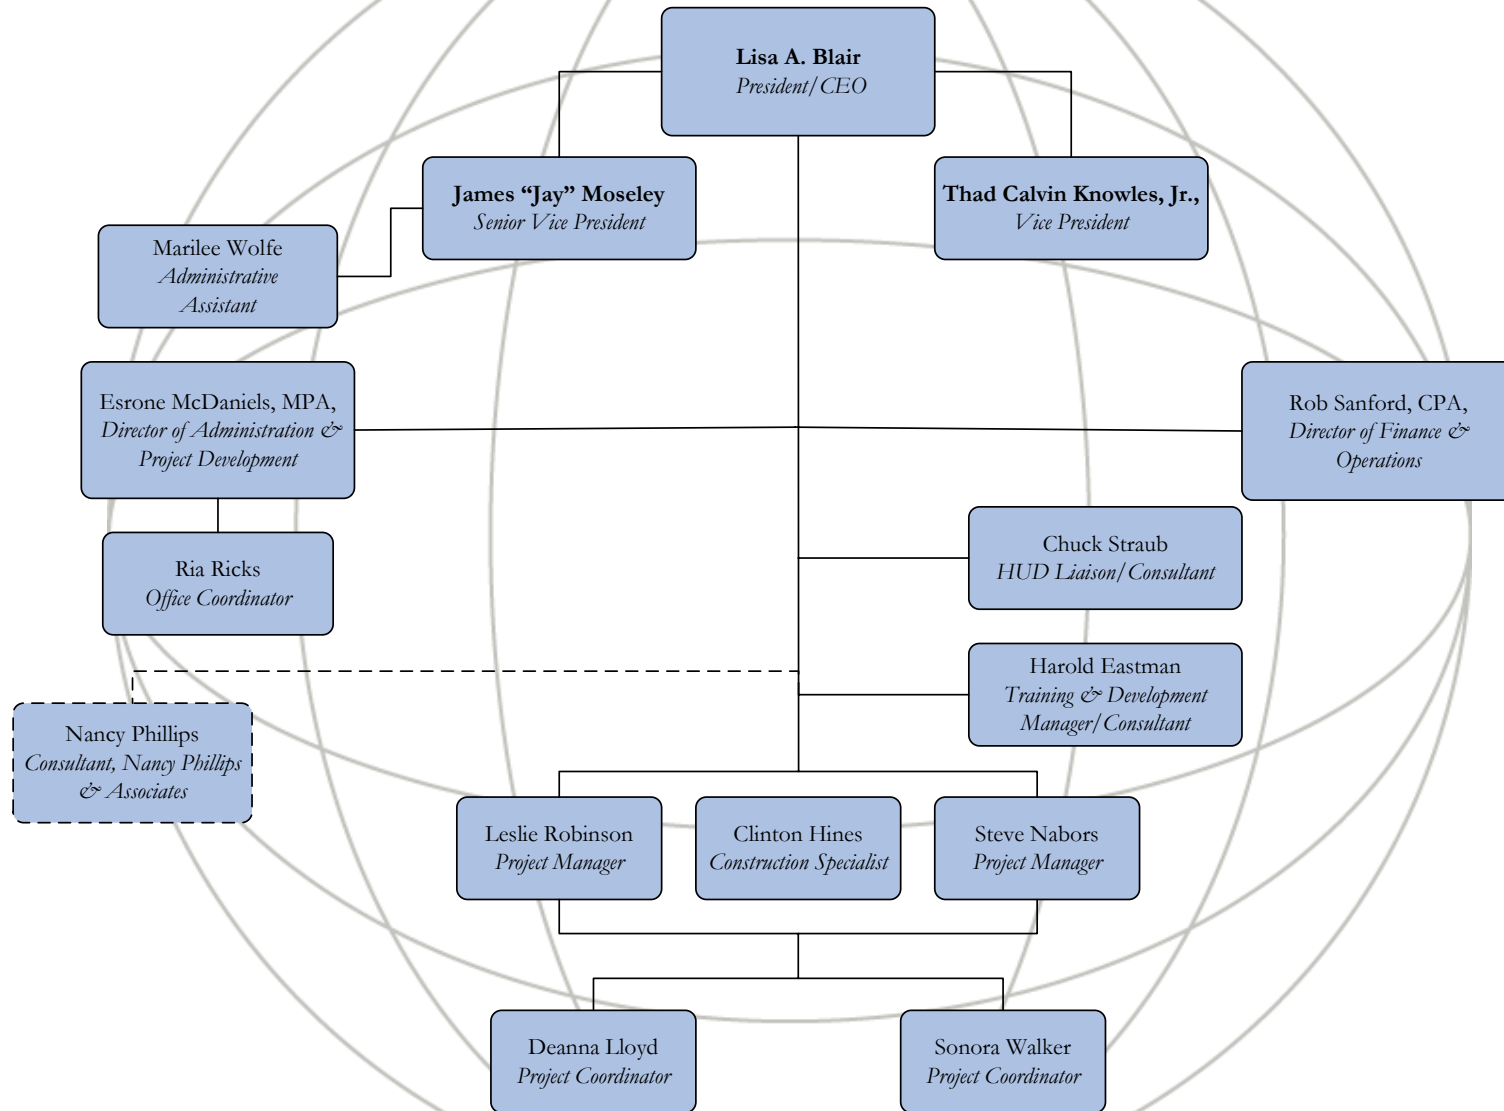 Lisa A. Blair
President/CEO
James “Jay” Moseley
Senior Vice President
Thad Calvin Knowles, Jr.,
Vice President
Marilee Wolfe
Administrative
Assistant
Esrone McDaniels, MPA,
Director of Administration &
Project Development
Rob Sanford, CPA,
Director of Finance &
Operations
Ria Ricks
Office Coordinator
Chuck Straub
HUD Liaison/Consultant
Harold Eastman
Training & Development
Manager/Consultant
Nancy Phillips
Consultant, Nancy Phillips
& Associates
Leslie Robinson
Project Manager
Clinton Hines
Construction Specialist
Steve Nabors
Project Manager
Deanna Lloyd
Project Coordinator
Sonora Walker
Project Coordinator